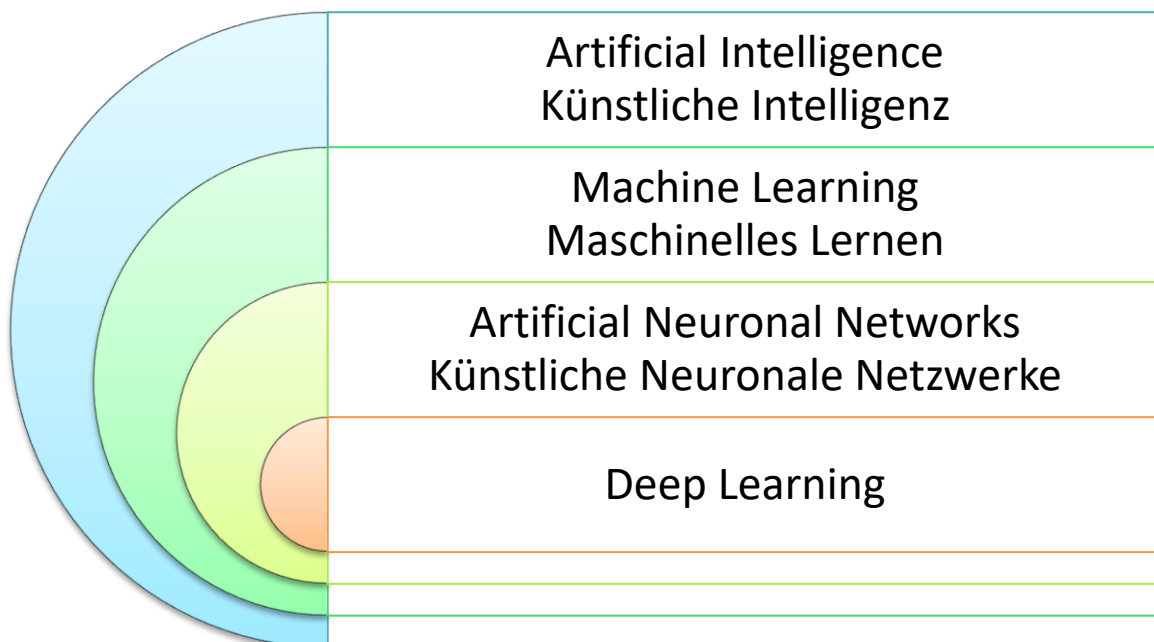 Artificial Intelligence
Künstliche Intelligenz
Machine Learning
Maschinelles Lernen
Artificial Neuronal Networks
Künstliche Neuronale Netzwerke
Deep Learning